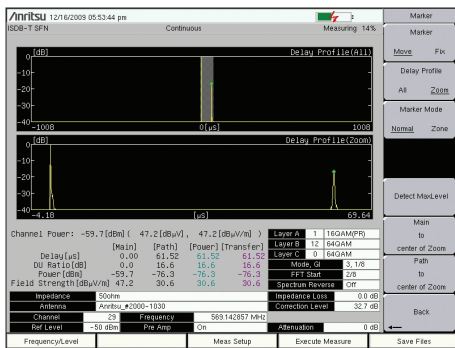 Anritsu 12/16/2009 05:53:44 pm
ISDB-T SFN Continuous Measuring 14%
[dB] Delay Profile(All)
0
-10
-20
-30
-40
-1008 0[µS] 1008
[dB] Delay Profile(Zoom)
0
-10
-20
-30
-40
-4.18 [µS] 69.64
Channel Power: -59.7[dBm]( 47.2[dBµV], 47.2[dBµV/m] )
[Main] [Path] [Power] [Transfer]
Delay[µs] 0.00 61.52 61.52 61.52
DU Ratio[dB] 0.0 16.6 16.6 16.6
Power[dBm] -59.7 -76.3 -76.3 -76.3
Field Strength[dBµV/m] 47.2 30.6 30.6 30.6
Layer A 1 16QAM(PR)
Layer B 12 64QAM
Layer C 0 64QAM
Mode, GI 3, 1/8
FFT Start 2/8
Spectrum Reverse Off
Impedance 50ohm Impedance Loss 0.0 dB
Antenna Anritsu_#2000-1030 Correction Level 32.7 dB
Channel 29 Frequency 569.142857 MHz
Ref Level -50 dBm Pre Amp On Attenuation 0 dB
Frequency/Level Meas Setup Execute Measure Save Files
Marker
Marker
Move Fix
Delay Profile
All Zoom
Marker Mode
Normal Zone
Detect MaxLevel
Main
to
center of Zoom
Path
to
center of Zoom
Back